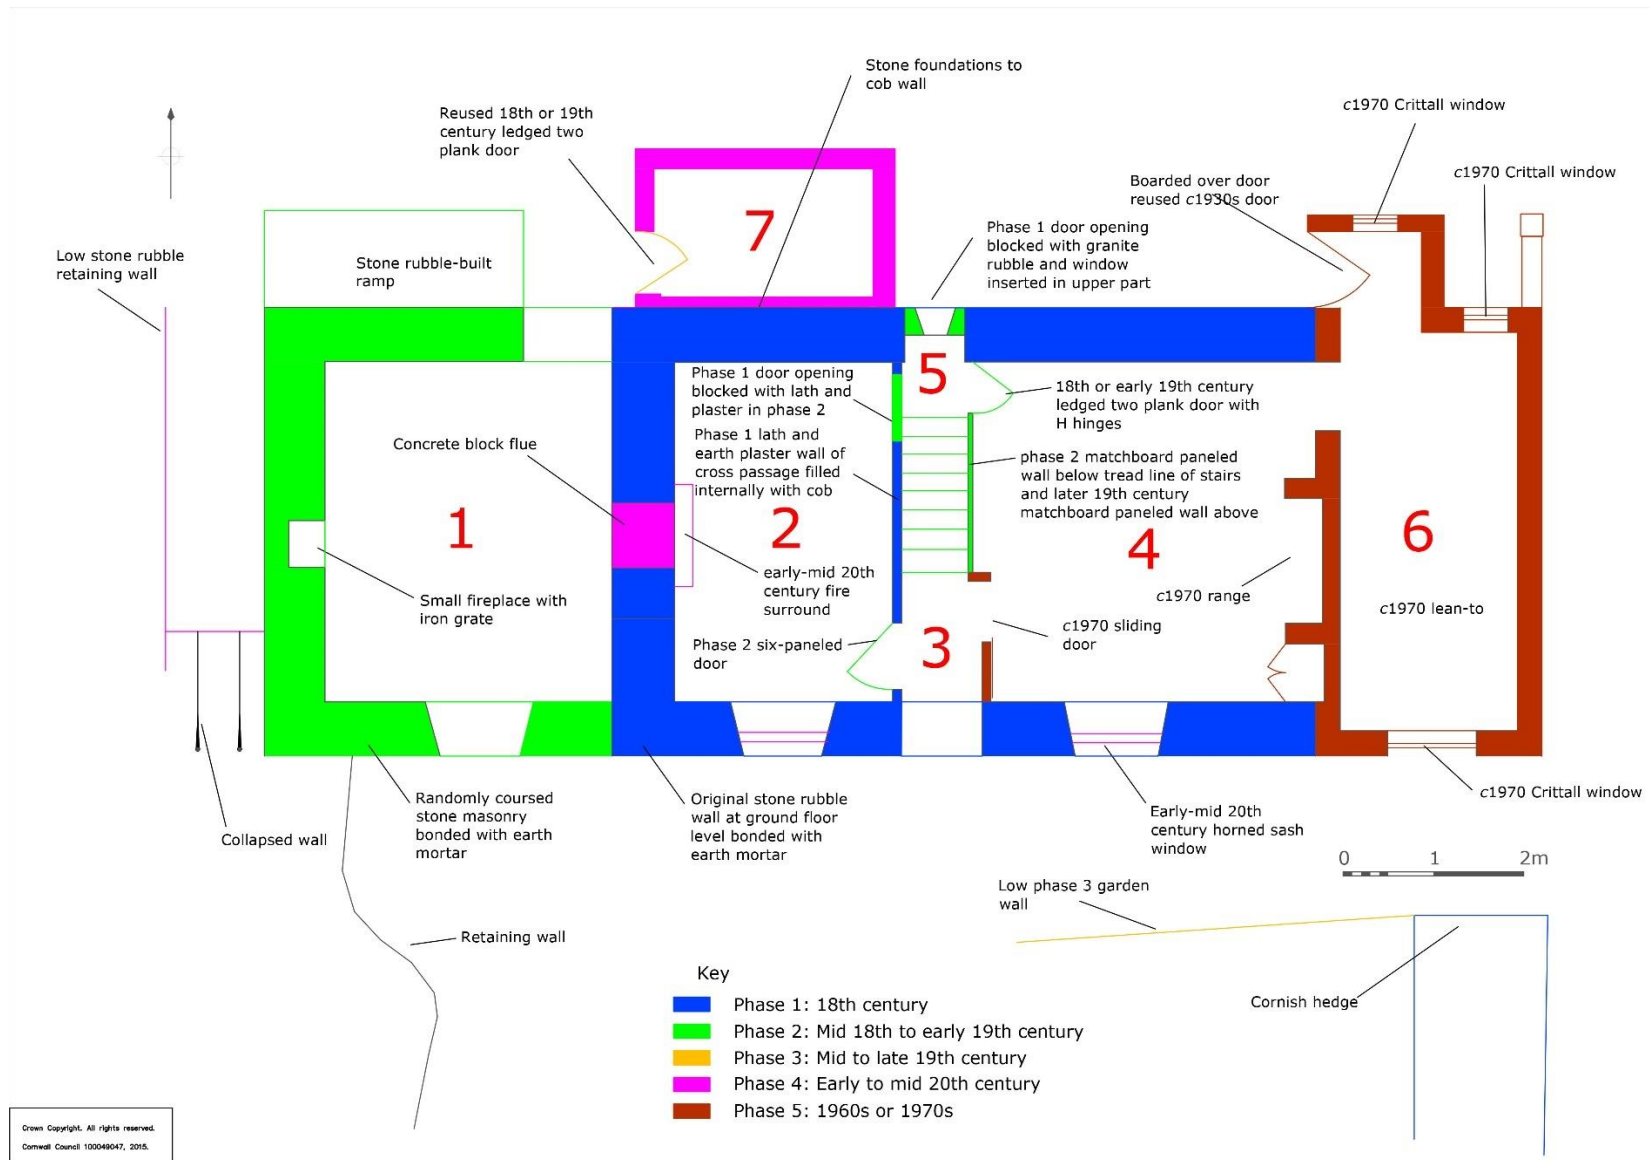 Stone foundations to
cob wall
Reused 18th or 19th
century ledged two
plank door
c1970 Crittall window
c1970 Crittall window
Boarded over door
reused c1930s door
Phase 1 door opening
blocked with granite
rubble and window
inserted in upper part
Low stone rubble
retaining wall
Stone rubble-built
ramp
7
5
Phase 1 door opening
blocked with lath and
plaster in phase 2
18th or early 19th century
ledged two plank door with
H hinges
Concrete block flue
Phase 1 lath and
earth plaster wall of
cross passage filled
internally with cob
phase 2 matchboard paneled
wall below tread line of stairs
and later 19th century
matchboard paneled wall above
1
2
4
6
early-mid 20th
century fire
surround
Small fireplace with
iron grate
c1970 range
c1970 lean-to
c1970 sliding
door
3
Phase 2 six-paneled
door
Collapsed wall
Randomly coursed
stone masonry
bonded with earth
mortar
Original stone rubble
wall at ground floor
level bonded with
earth mortar
Early-mid 20th
century horned sash
window
c1970 Crittall window
0 1 2m
Low phase 3 garden
wall
Retaining wall
Cornish hedge
Key
Phase 1: 18th century
Phase 2: Mid 18th to early 19th century
Phase 3: Mid to late 19th century
Phase 4: Early to mid 20th century
Phase 5: 1960s or 1970s
Crown Copyright. All rights reserved.
Cornwall Council 100049047, 2015.